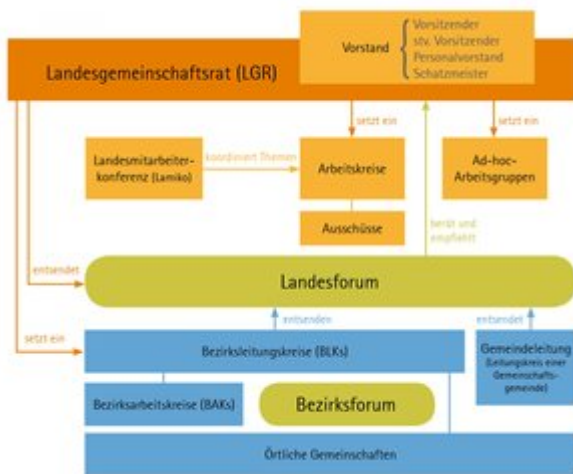 Vorstand
Vorsitzender
stv. Vorsitzender
Personalvorstand
Schatzmeister
Landesgemeinschaftsrat (LGR)
setzt ein
setzt ein
Landesmitarbeiter-
konferenz (Lamiko)
koordiniert Themen
Arbeitskreise
Ad-hoc-
Arbeitsgruppen
Ausschüsse
berät und
empfiehlt
entsendet
Landesforum
entsenden
entsendet
setzt ein
Bezirksleitungskreise (BLKs)
Gemeindeleitung
(Leitungskreis einer
Gemeinschafts-
gemeinde)
Bezirksarbeitskreise (BAKs)
Bezirksforum
Örtliche Gemeinschaften